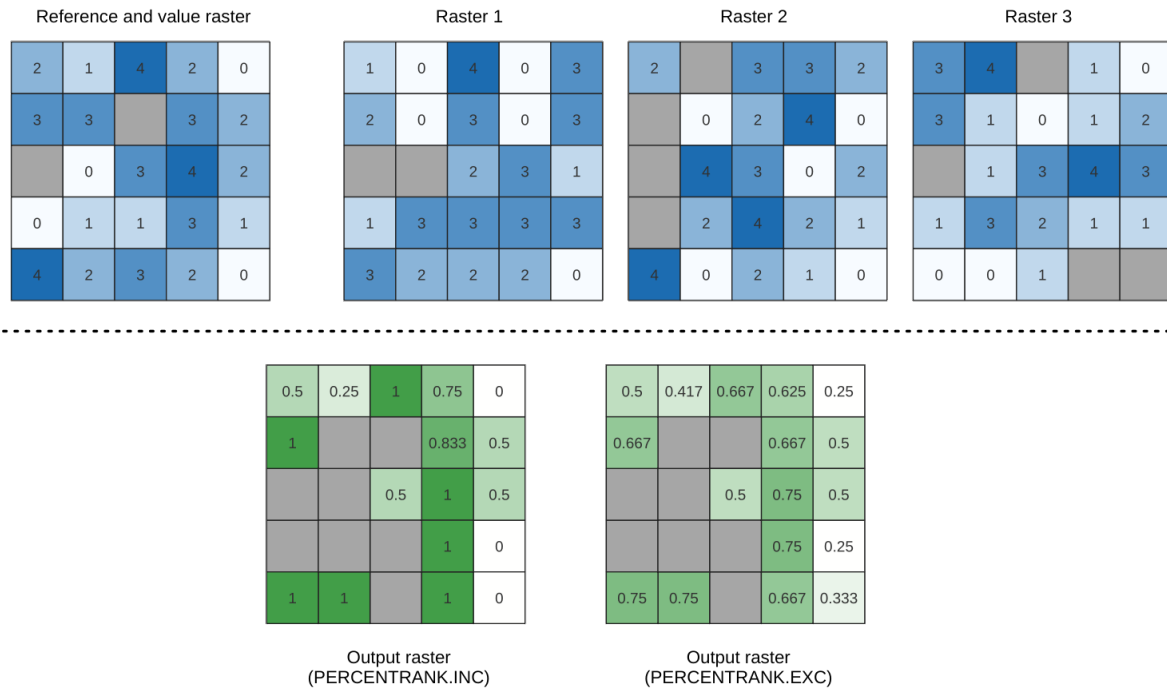 Reference and value raster Raster 1 Raster 2 Raster 3
2 1 4 2 0 1 0 4 0 3 2 3 3 2 3 4 1 0
3 3 3 2 2 0 3 0 3 0 2 4 0 3 1 0 1 2
0 3 4 2 2 3 1 4 3 0 2 1 3 4 3
0 1 1 3 1 1 3 3 3 3 2 4 2 1 1 3 2 1 1
4 2 3 2 0 3 2 2 2 0 4 0 2 1 0 0 0 1
0.5 0.25 1 0.75 0 0.5 0.417 0.667 0.625 0.25
1 0.833 0.5 0.667 0.667 0.5
0.5 1 0.5 0.5 0.75 0.5
1 0 0.75 0.25
1 1 1 0 0.75 0.75 0.667 0.333
Output raster Output raster
(PERCENTRANK.INC) (PERCENTRANK.EXC)